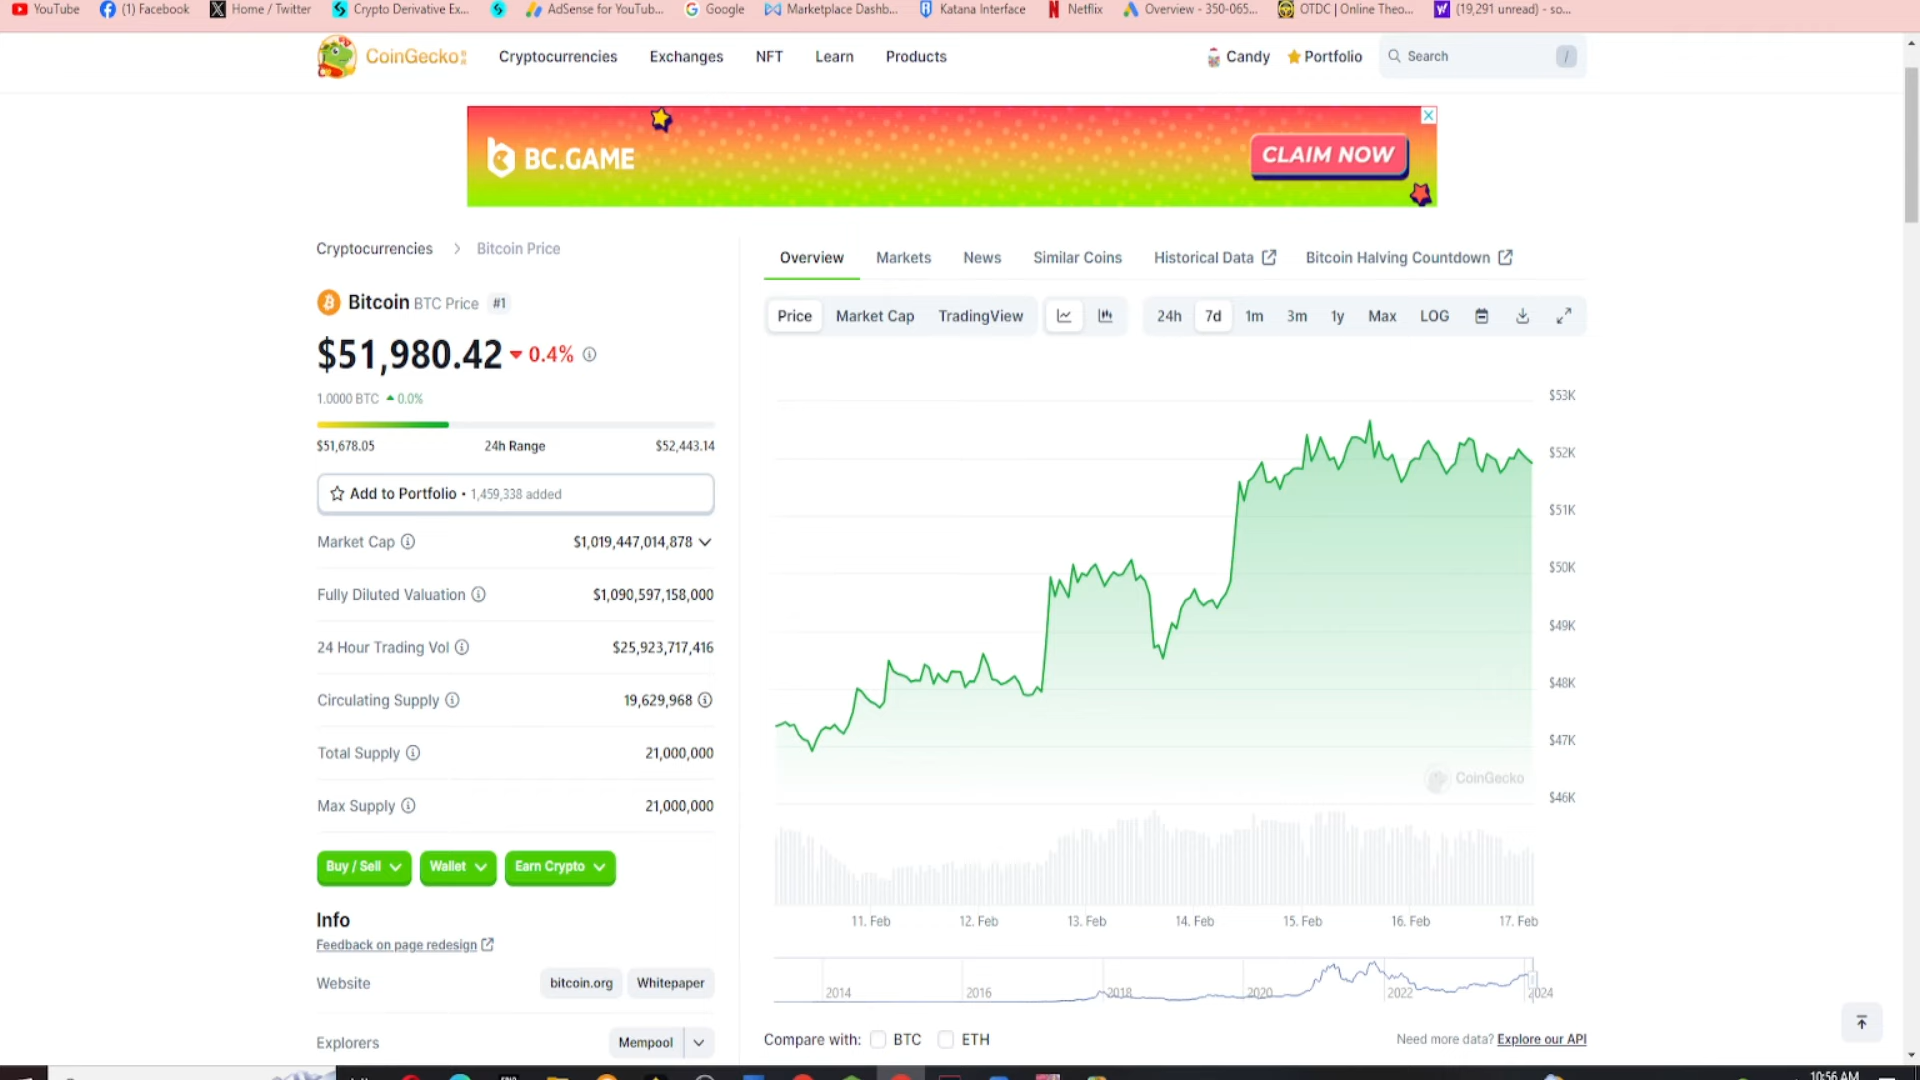 YouTube (1) Facebook Home / Twitter Crypto Derivative Ex... AdSense for YouTub... Google Marketplace Dashb... Katana Interface Netflix Overview - 350-065... OTDC | Online Theo... (19,291 unread) - so...
CoinGecko Cryptocurrencies Exchanges NFT Learn Products Candy Portfolio Search /
BC.GAME CLAIM NOW
Cryptocurrencies > Bitcoin Price
Overview Markets News Similar Coins Historical Data Bitcoin Halving Countdown
Bitcoin BTC Price #1
Price Market Cap TradingView 24h 7d 1m 3m 1y Max LOG
$51,980.42 0.4%
1.0000 BTC 0.0%
$51,678.05 24h Range $52,443.14
Add to Portfolio • 1,459,338 added
Market Cap $1,019,447,014,878
Fully Diluted Valuation $1,090,597,158,000
24 Hour Trading Vol $25,923,717,416
Circulating Supply 19,629,968
Total Supply 21,000,000
Max Supply 21,000,000
Buy / Sell Wallet Earn Crypto
Info
Feedback on page redesign
Website bitcoin.org Whitepaper
Explorers Mempool
$53K
$52K
$51K
$50K
$49K
$48K
$47K
CoinGecko
$46K
11. Feb 12. Feb 13. Feb 14. Feb 15. Feb 16. Feb 17. Feb
2014 2016 2018 2020 2022 2024
Compare with: BTC ETH
Need more data? Explore our API
10:56 AM